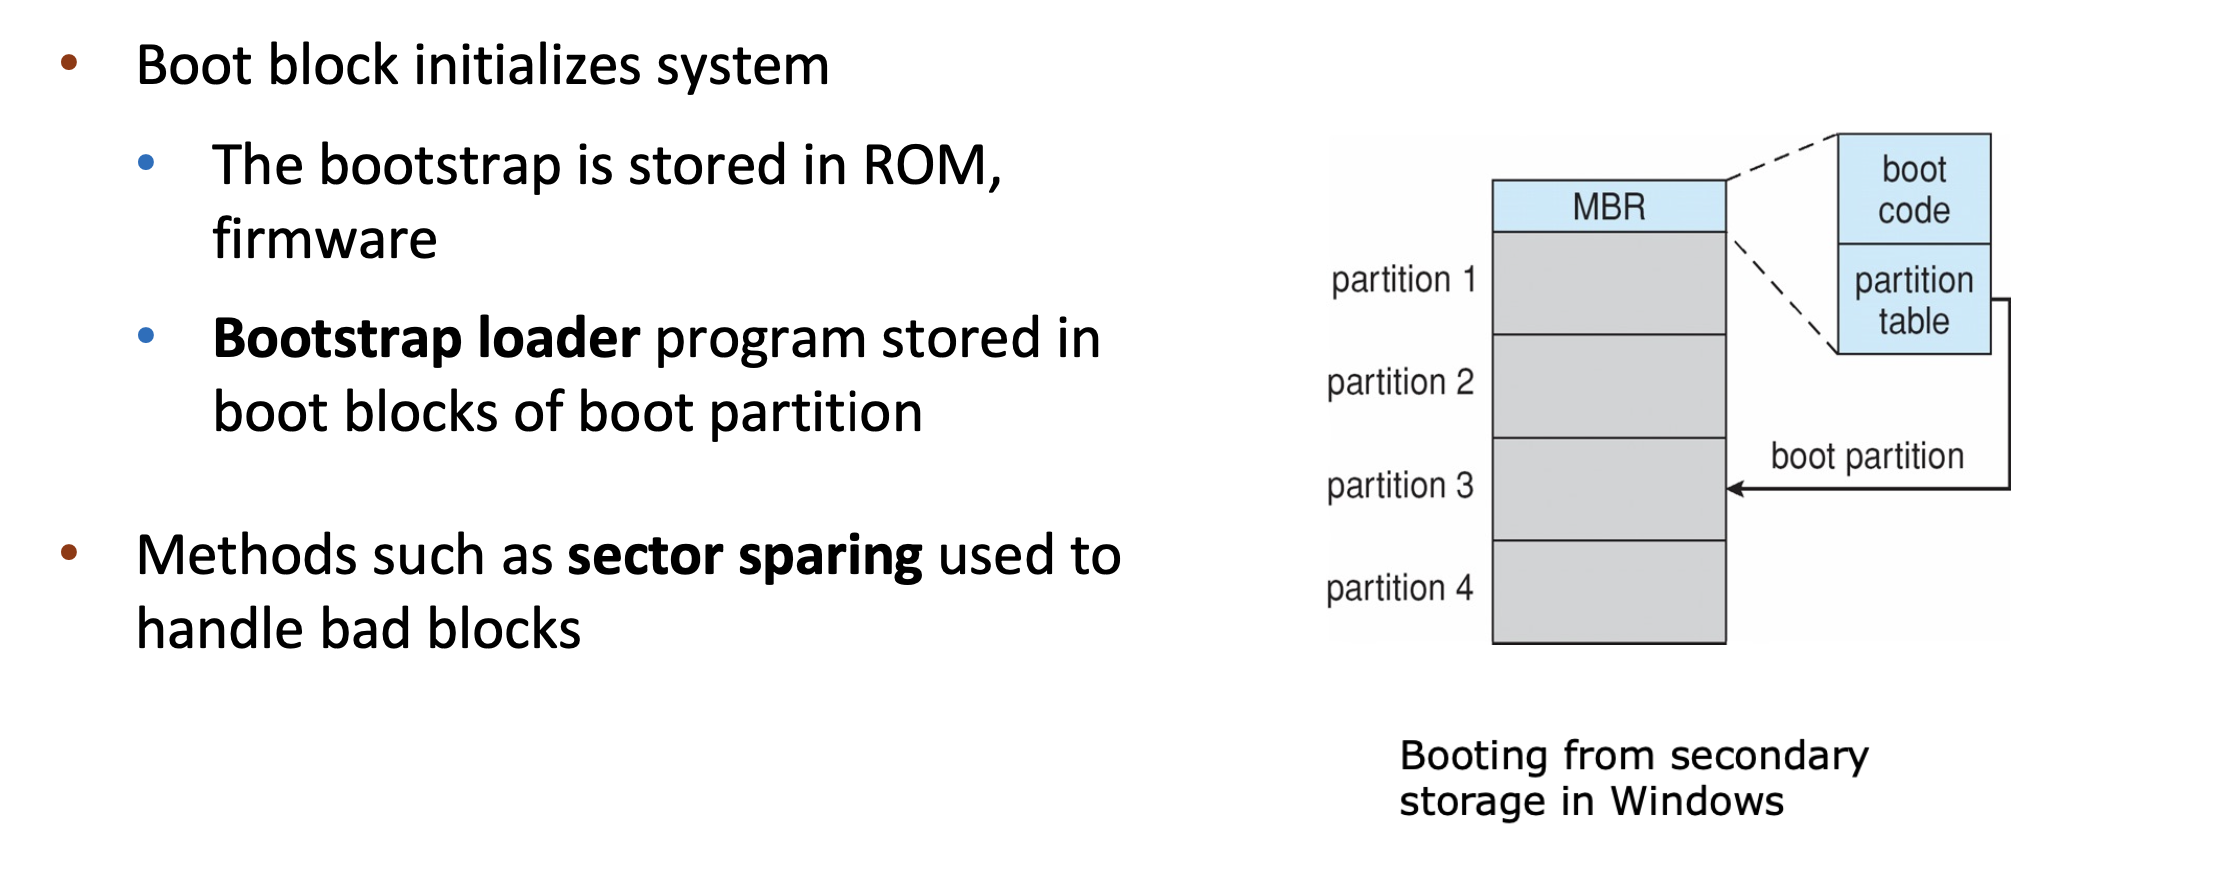 Boot block initializes system
The bootstrap is stored in ROM,
firmware
Bootstrap loader program stored in
boot blocks of boot partition
Methods such as sector sparing used to
handle bad blocks
MBR
boot
code
partition
table
partition 1
partition 2
boot partition
partition 3
partition 4
Booting from secondary
storage in Windows